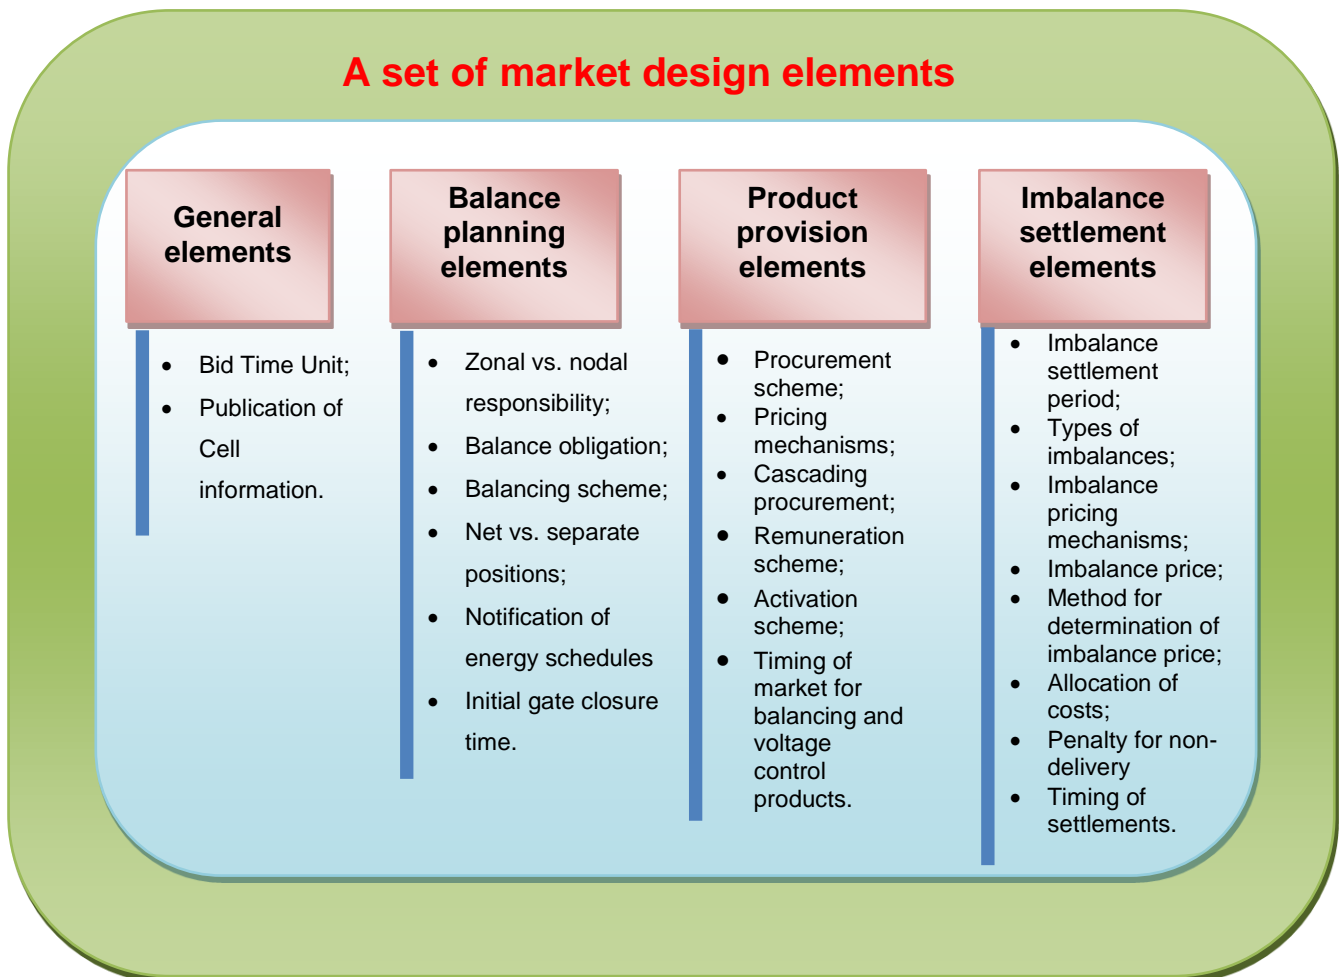 A set of market design elements
General
elements
• Bid Time Unit;
• Publication of
Cell
information.
Balance
planning
elements
• Zonal vs. nodal
responsibility;
• Balance obligation;
• Balancing scheme;
• Net vs. separate
positions;
• Notification of
energy schedules
• Initial gate closure
time.
Product
provision
elements
• Procurement
scheme;
• Pricing
mechanisms;
• Cascading
procurement;
• Remuneration
scheme;
• Activation
scheme;
• Timing of
market for
balancing and
voltage
control
products.
Imbalance
settlement
elements
• Imbalance
settlement
period;
• Types of
imbalances;
• Imbalance
pricing
mechanisms;
• Imbalance price;
• Method for
determination of
imbalance price;
• Allocation of
costs;
• Penalty for non-
delivery
• Timing of
settlements.